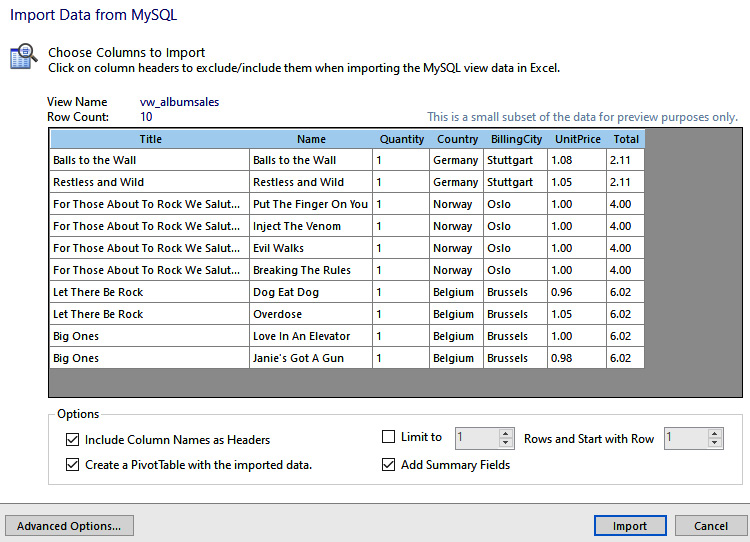 Import Data from MySQL
Choose Columns to Import
Click on column headers to exclude/include them when importing the MySQL view data in Excel.
View Name vw_albumsales
Row Count: 10 This is a small subset of the data for preview purposes only.
Title Name Quantity Country BillingCity UnitPrice Total
Balls to the Wall Balls to the Wall 1 Germany Stuttgart 1.08 2.11
Restless and Wild Restless and Wild 1 Germany Stuttgart 1.05 2.11
For Those About To Rock We Salut... Put The Finger On You 1 Norway Oslo 1.00 4.00
For Those About To Rock We Salut... Inject The Venom 1 Norway Oslo 1.00 4.00
For Those About To Rock We Salut... Evil Walks 1 Norway Oslo 1.00 4.00
For Those About To Rock We Salut... Breaking The Rules 1 Norway Oslo 1.00 4.00
Let There Be Rock Dog Eat Dog 1 Belgium Brussels 0.96 6.02
Let There Be Rock Overdose 1 Belgium Brussels 1.05 6.02
Big Ones Love In An Elevator 1 Belgium Brussels 1.00 6.02
Big Ones Janie's Got A Gun 1 Belgium Brussels 0.98 6.02
Options
Include Column Names as Headers Limit to 1 Rows and Start with Row 1
Create a PivotTable with the imported data. Add Summary Fields
Advanced Options... Import Cancel